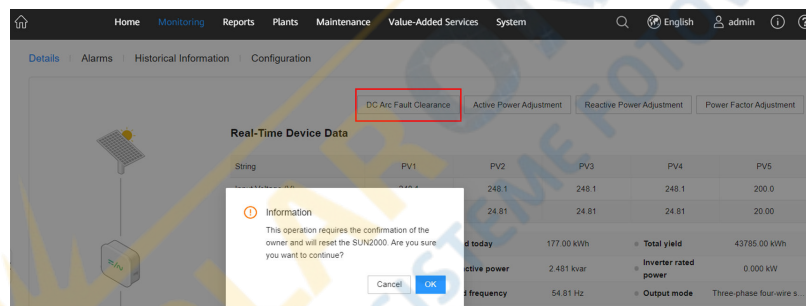 Home Monitoring Reports Plants Maintenance Value-Added Services System English admin
Details Alarms Historical Information Configuration
DC Arc Fault Clearance Active Power Adjustment Reactive Power Adjustment Power Factor Adjustment
Real-Time Device Data
String PV1 PV2 PV3 PV4 PV5
248.1 248.1 248.1 200.0
24.81 24.81 24.81 20.00
Information
This operation requires the confirmation of the
owner and will reset the SUN2000. Are you sure
you want to continue?
Cancel OK
d today 177.00 kWh Total yield 43785.00 kWh
ctive power 2.481 kvar Inverter rated power 0.000 kW
d frequency 54.81 Hz Output mode Three-phase four-wire s...
SISTEME FOTOVO